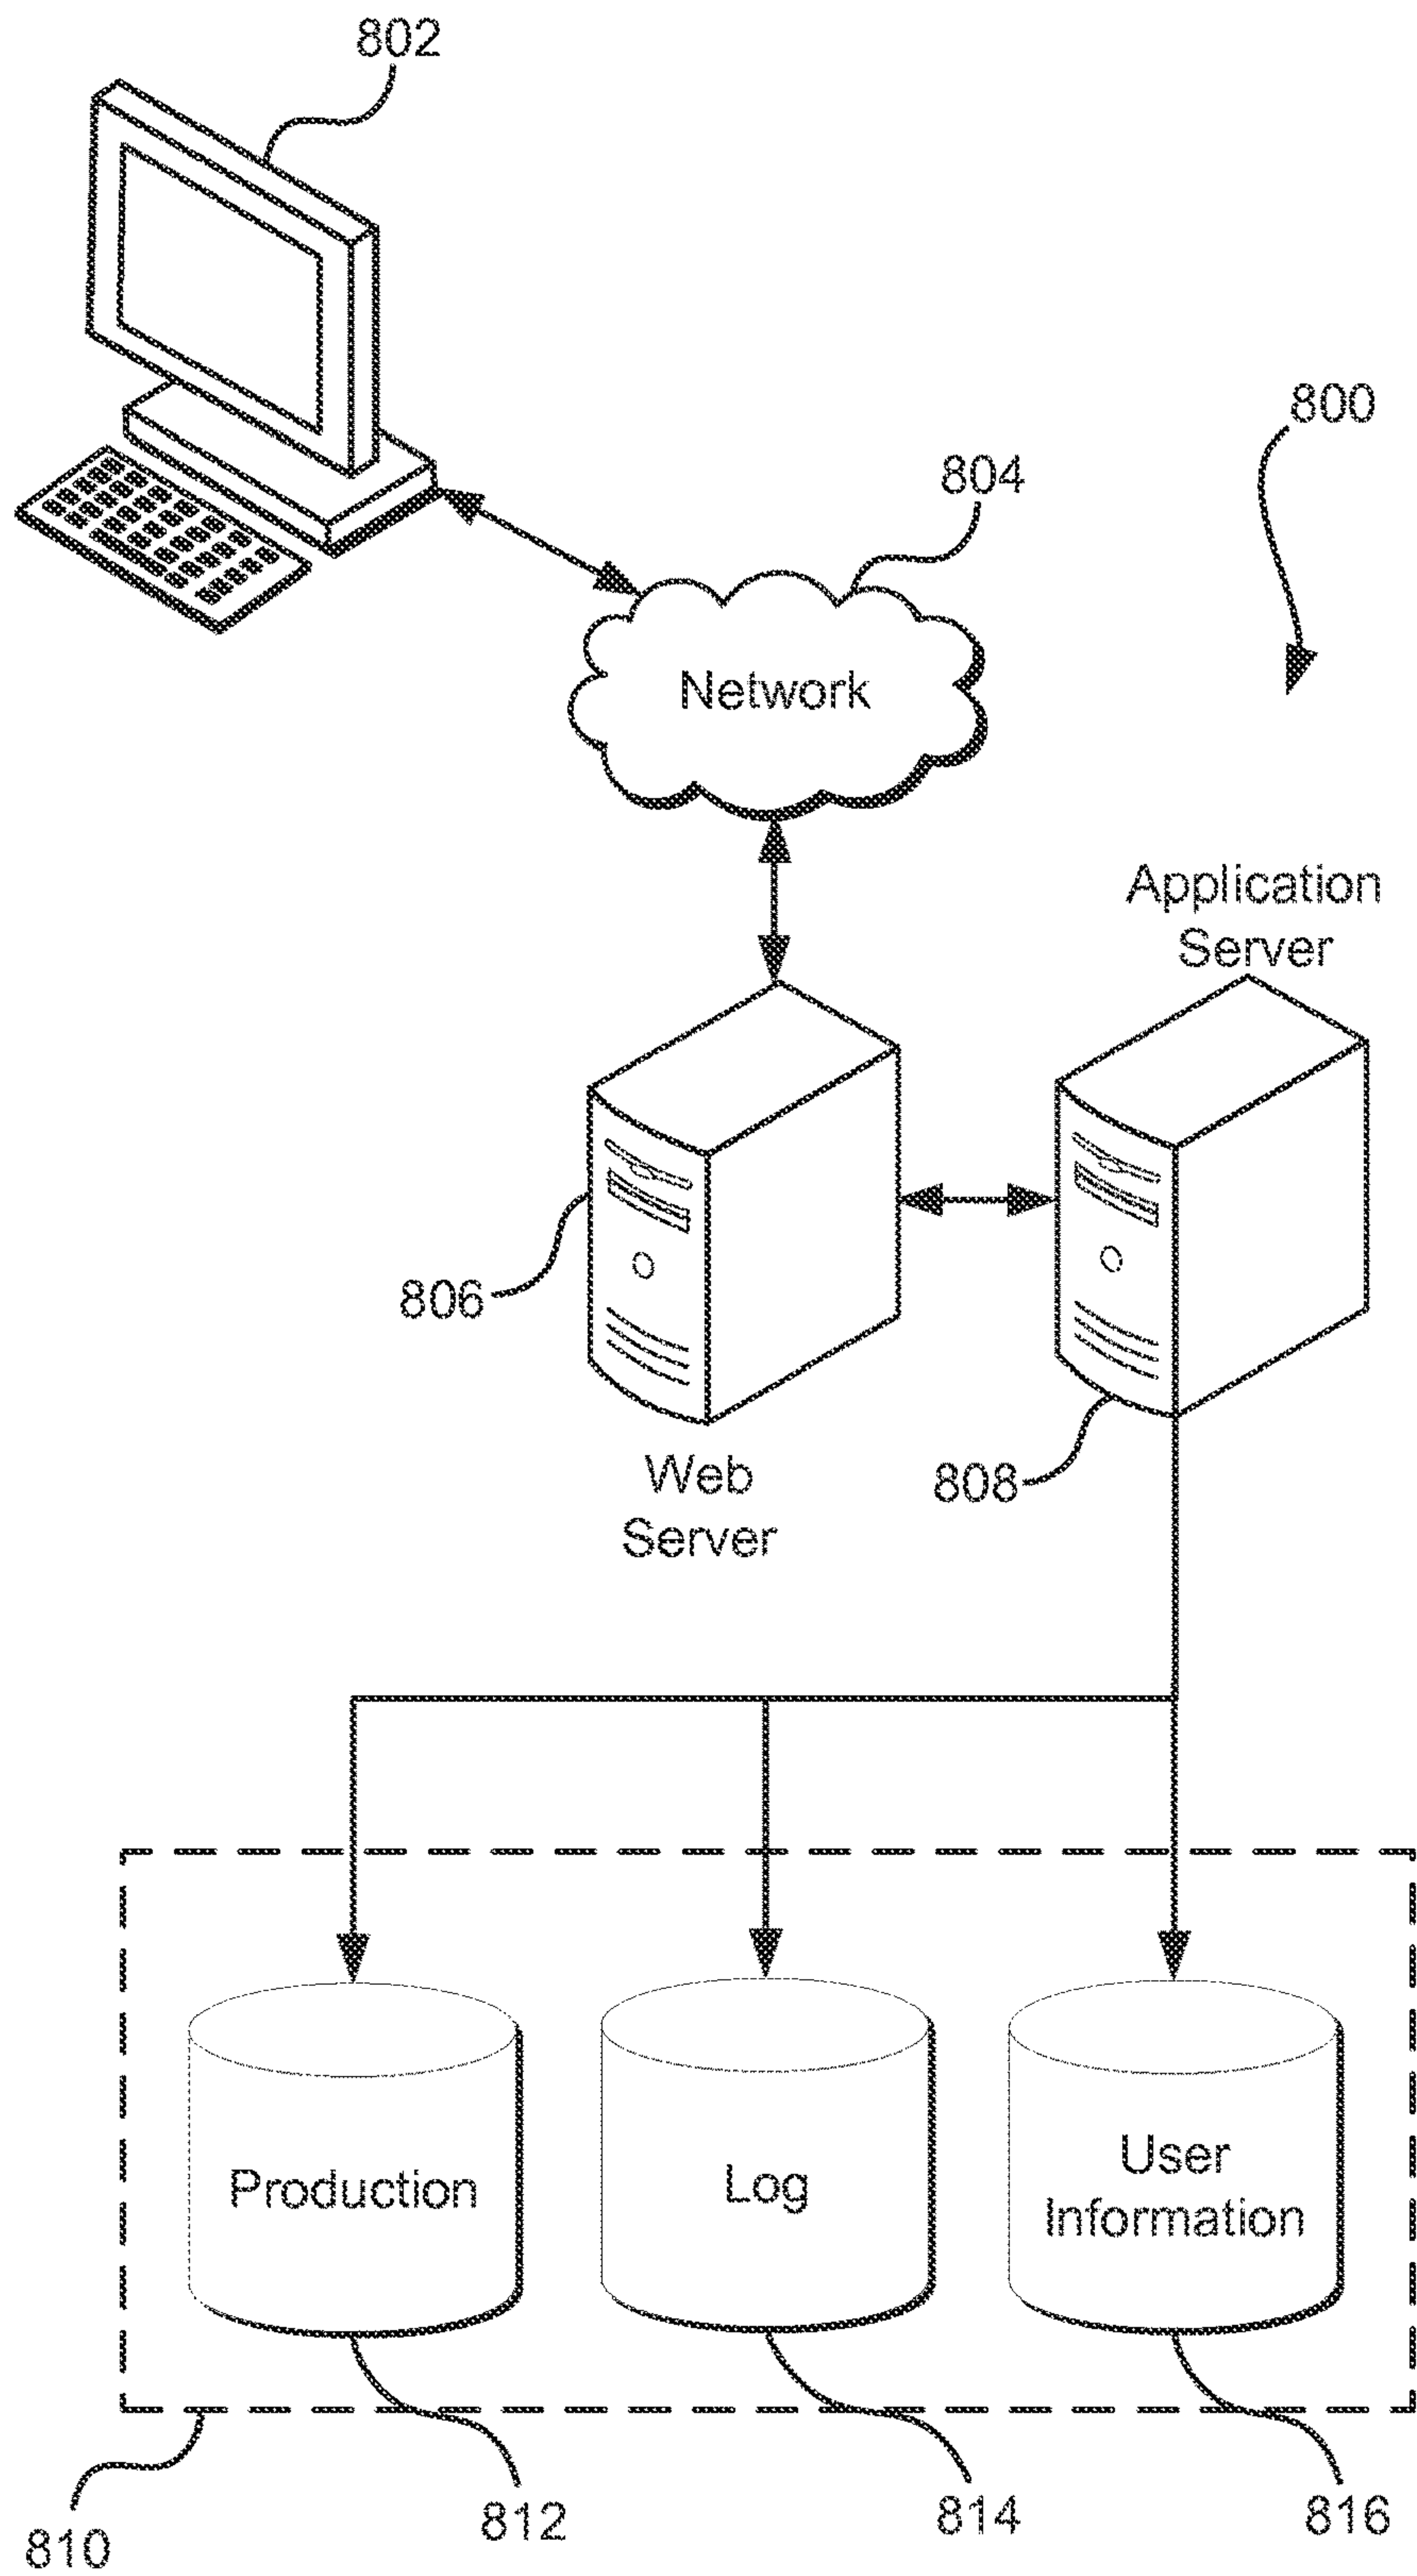 802
800
804
Network
Application
Server
806
808
Web
Server
Production
Log
User
Information
810
812
814
816